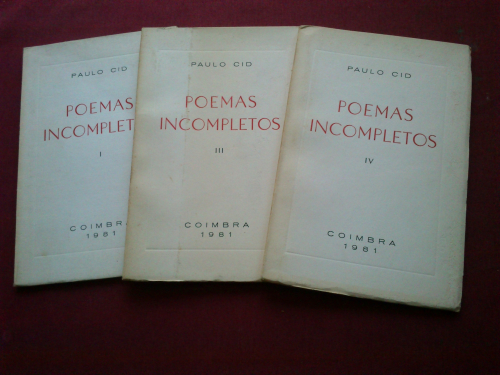 PAULO CID
POEMAS
INCOMPLETOS
I
COIMBRA
1981
PAULO CID
POEMAS
INCOMPLETOS
III
COIMBRA
1981
PAULO CID
POEMAS
INCOMPLETOS
IV
COIMBRA
1981